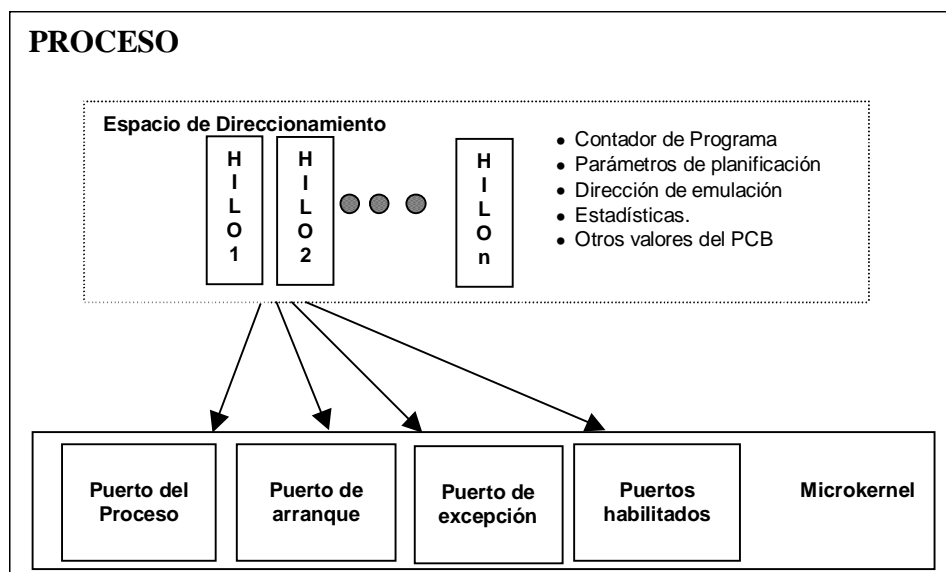 PROCESO
Espacio de Direccionamiento
H
I
L
O
1
H
I
L
O
2
H
I
L
O
n
• Contador de Programa
• Parámetros de planificación
• Dirección de emulación
• Estadísticas.
• Otros valores del PCB
Puerto del
Proceso
Puerto de
arranque
Puerto de
excepción
Puertos
habilitados
Microkernel